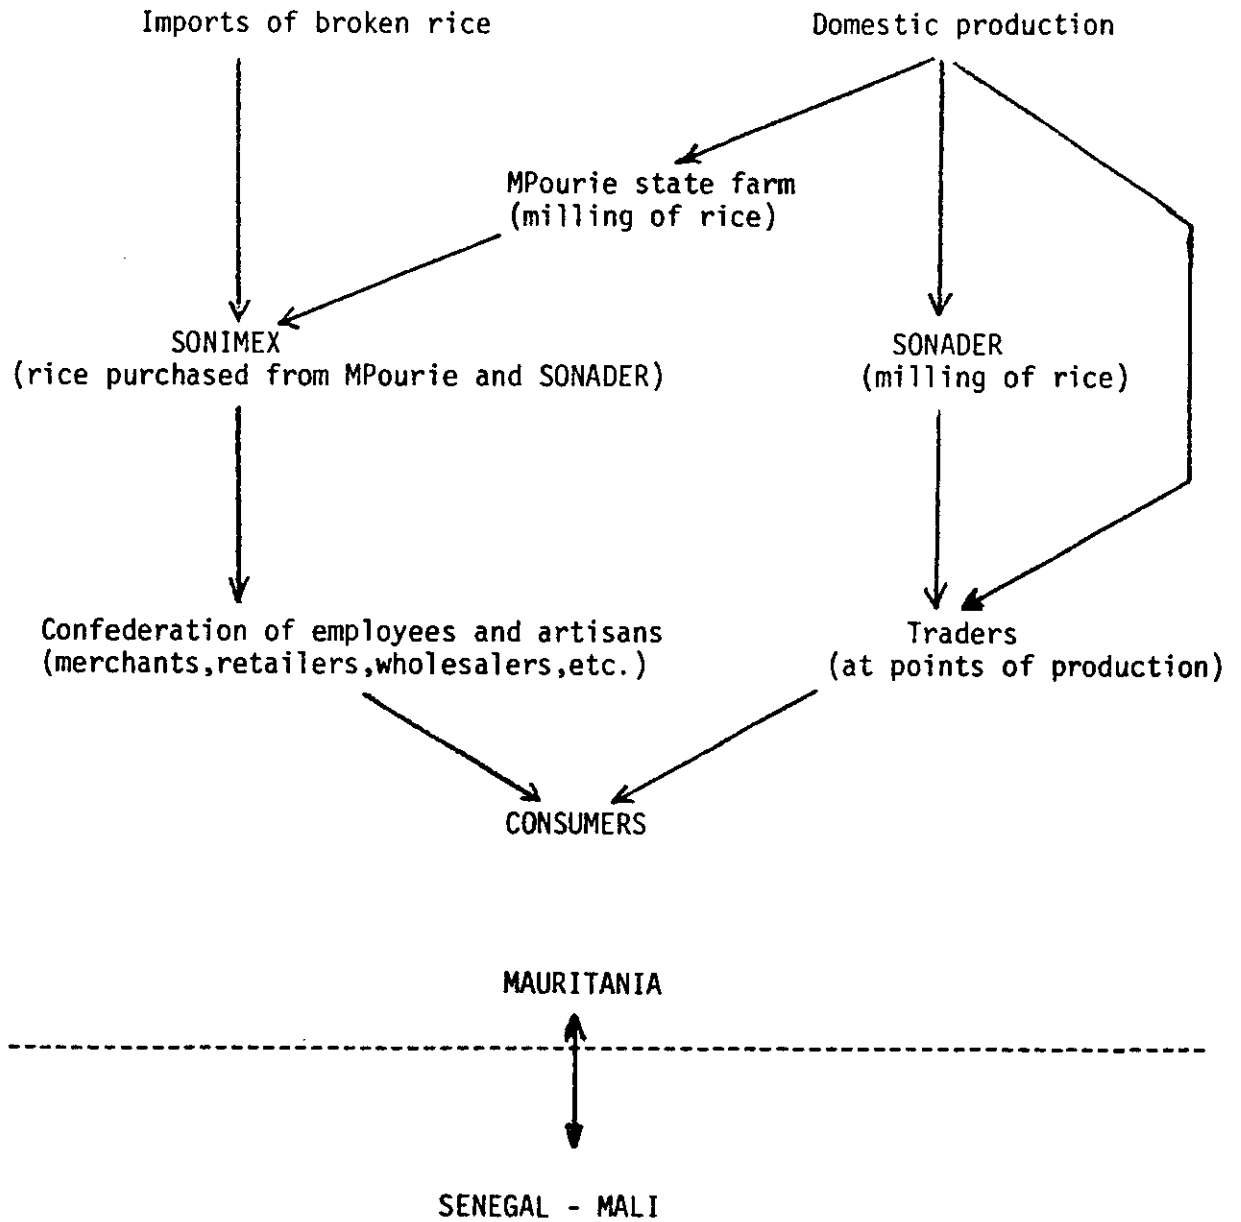 Imports of broken rice
Domestic production
MPourie state farm
(milling of rice)
SONIMEX
(rice purchased from MPourie and SONADER)
SONADER
(milling of rice)
Confederation of employees and artisans
(merchants,retailers,wholesalers,etc.)
Traders
(at points of production)
CONSUMERS
MAURITANIA
SENEGAL - MALI